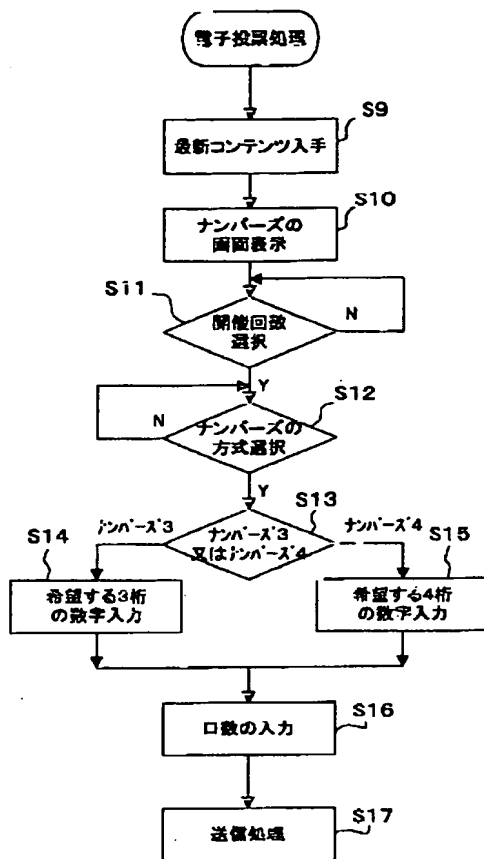 電子投票処理
S9
最新コンテンツ入手
S10
ナンバーズの
画面表示
S11
開催回数
選択
N
Y
S12
ナンバーズの
方式選択
N
Y
S13
ナンバーズ3
又はナンバーズ4
ナンバーズ3
ナンバーズ4
S14
希望する3桁
の数字入力
S15
希望する4桁
の数字入力
S16
口数の入力
S17
送信処理